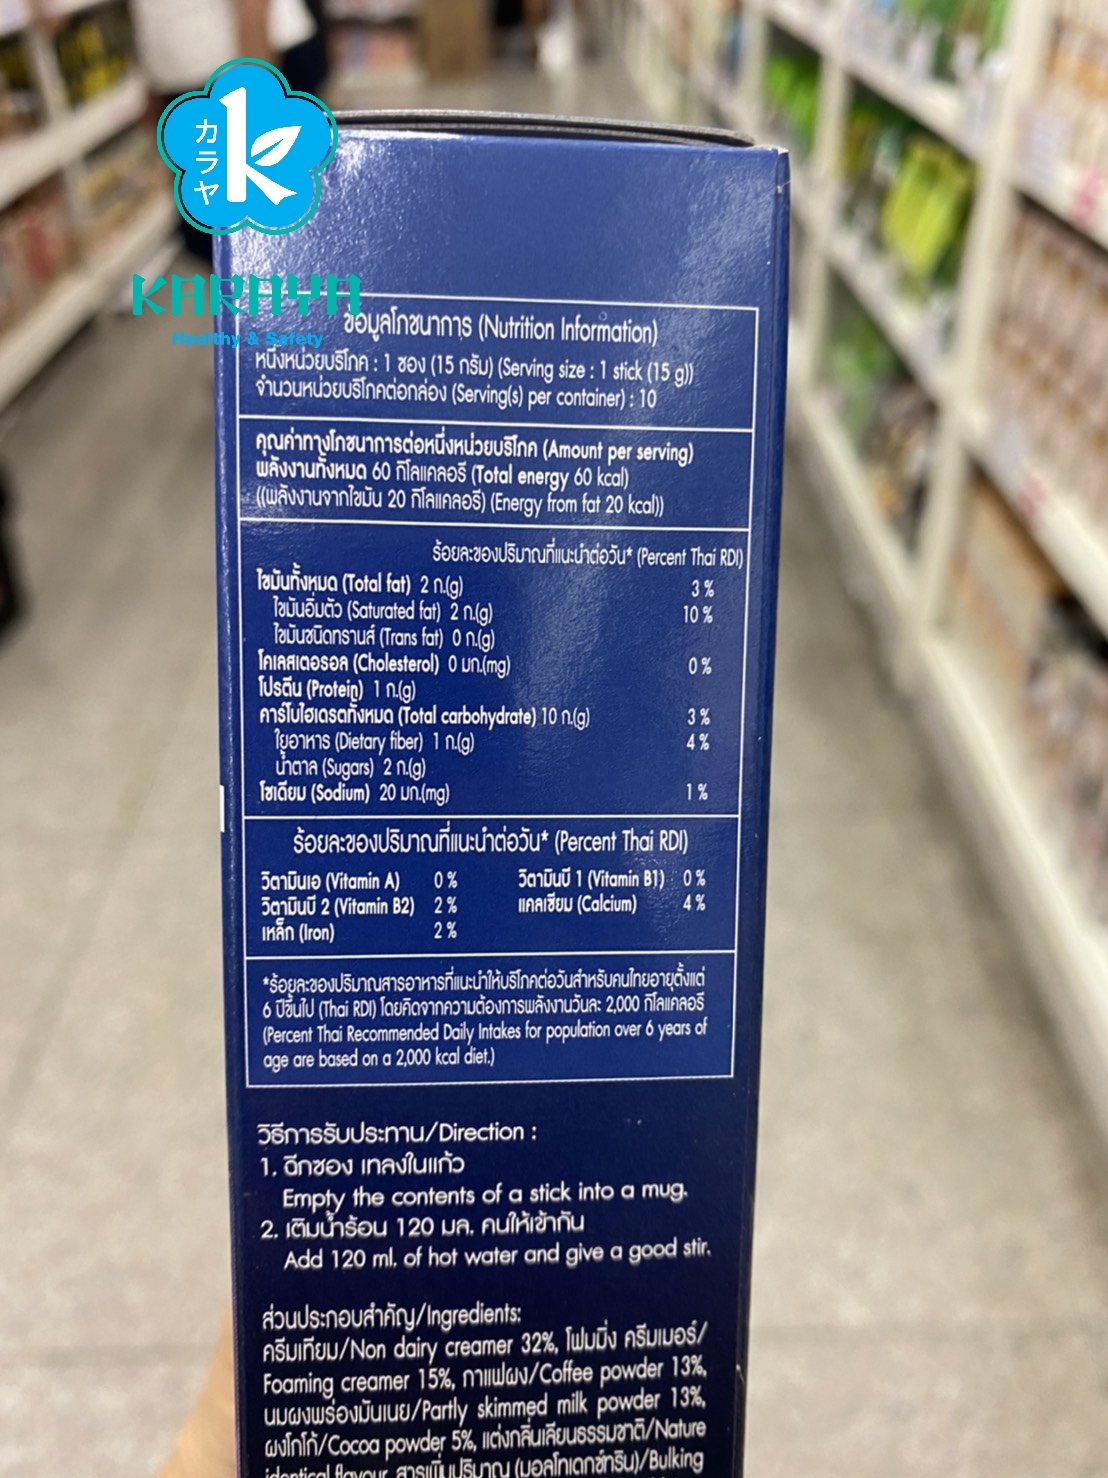 カラヤ
k
KARAYA
Healthy & Safety
ข้อมูลโภชนาการ (Nutrition Information)
หนึ่งหน่วยบริโภค : 1 ซอง (15 กรัม) (Serving size : 1 stick (15 g))
จำนวนหน่วยบริโภคต่อกล่อง (Serving(s) per container) : 10
คุณค่าทางโภชนาการต่อหนึ่งหน่วยบริโภค (Amount per serving)
พลังงานทั้งหมด 60 กิโลแคลอรี (Total energy 60 kcal)
((พลังงานจากไขมัน 20 กิโลแคลอรี) (Energy from fat 20 kcal))
ร้อยละของปริมาณที่แนะนำต่อวัน* (Percent Thai RDI)
ไขมันทั้งหมด (Total fat) 2 ก.(g) 3 %
ไขมันอิ่มตัว (Saturated fat) 2 ก.(g) 10 %
ไขมันชนิดทรานส์ (Trans fat) 0 ก.(g)
โคเลสเตอรอล (Cholesterol) 0 มก.(mg) 0 %
โปรตีน (Protein) 1 ก.(g)
คาร์โบไฮเดรตทั้งหมด (Total carbohydrate) 10 ก.(g) 3 %
ใยอาหาร (Dietary fiber) 1 ก.(g) 4 %
น้ำตาล (Sugars) 2 ก.(g)
โซเดียม (Sodium) 20 มก.(mg) 1 %
ร้อยละของปริมาณที่แนะนำต่อวัน* (Percent Thai RDI)
วิตามินเอ (Vitamin A) 0 % วิตามินบี 1 (Vitamin B1) 0 %
วิตามินบี 2 (Vitamin B2) 2 % แคลเซียม (Calcium) 4 %
เหล็ก (Iron) 2 %
*ร้อยละของปริมาณสารอาหารที่แนะนำให้บริโภคต่อวันสำหรับคนไทยอายุตั้งแต่
6 ปีขึ้นไป (Thai RDI) โดยคิดจากความต้องการพลังงานวันละ 2,000 กิโลแคลอรี
(Percent Thai Recommended Daily Intakes for population over 6 years of
age are based on a 2,000 kcal diet.)
วิธีการรับประทาน/Direction :
1. ฉีกซอง เทลงในแก้ว
Empty the contents of a stick into a mug.
2. เติมน้ำร้อน 120 มล. คนให้เข้ากัน
Add 120 ml. of hot water and give a good stir.
ส่วนประกอบสำคัญ/Ingredients:
ครีมเทียม/Non dairy creamer 32%, โฟมมิ่ง ครีมเมอร์/
Foaming creamer 15%, กาแฟผง/Coffee powder 13%,
นมผงพร่องมันเนย/Partly skimmed milk powder 13%,
ผงโกโก้/Cocoa powder 5%, แต่งกลิ่นเลียนธรรมชาติ/Nature
identical flavour, สารเพิ่มปริมาณ (มอลโทเดกซ์ทริน)/Bulking